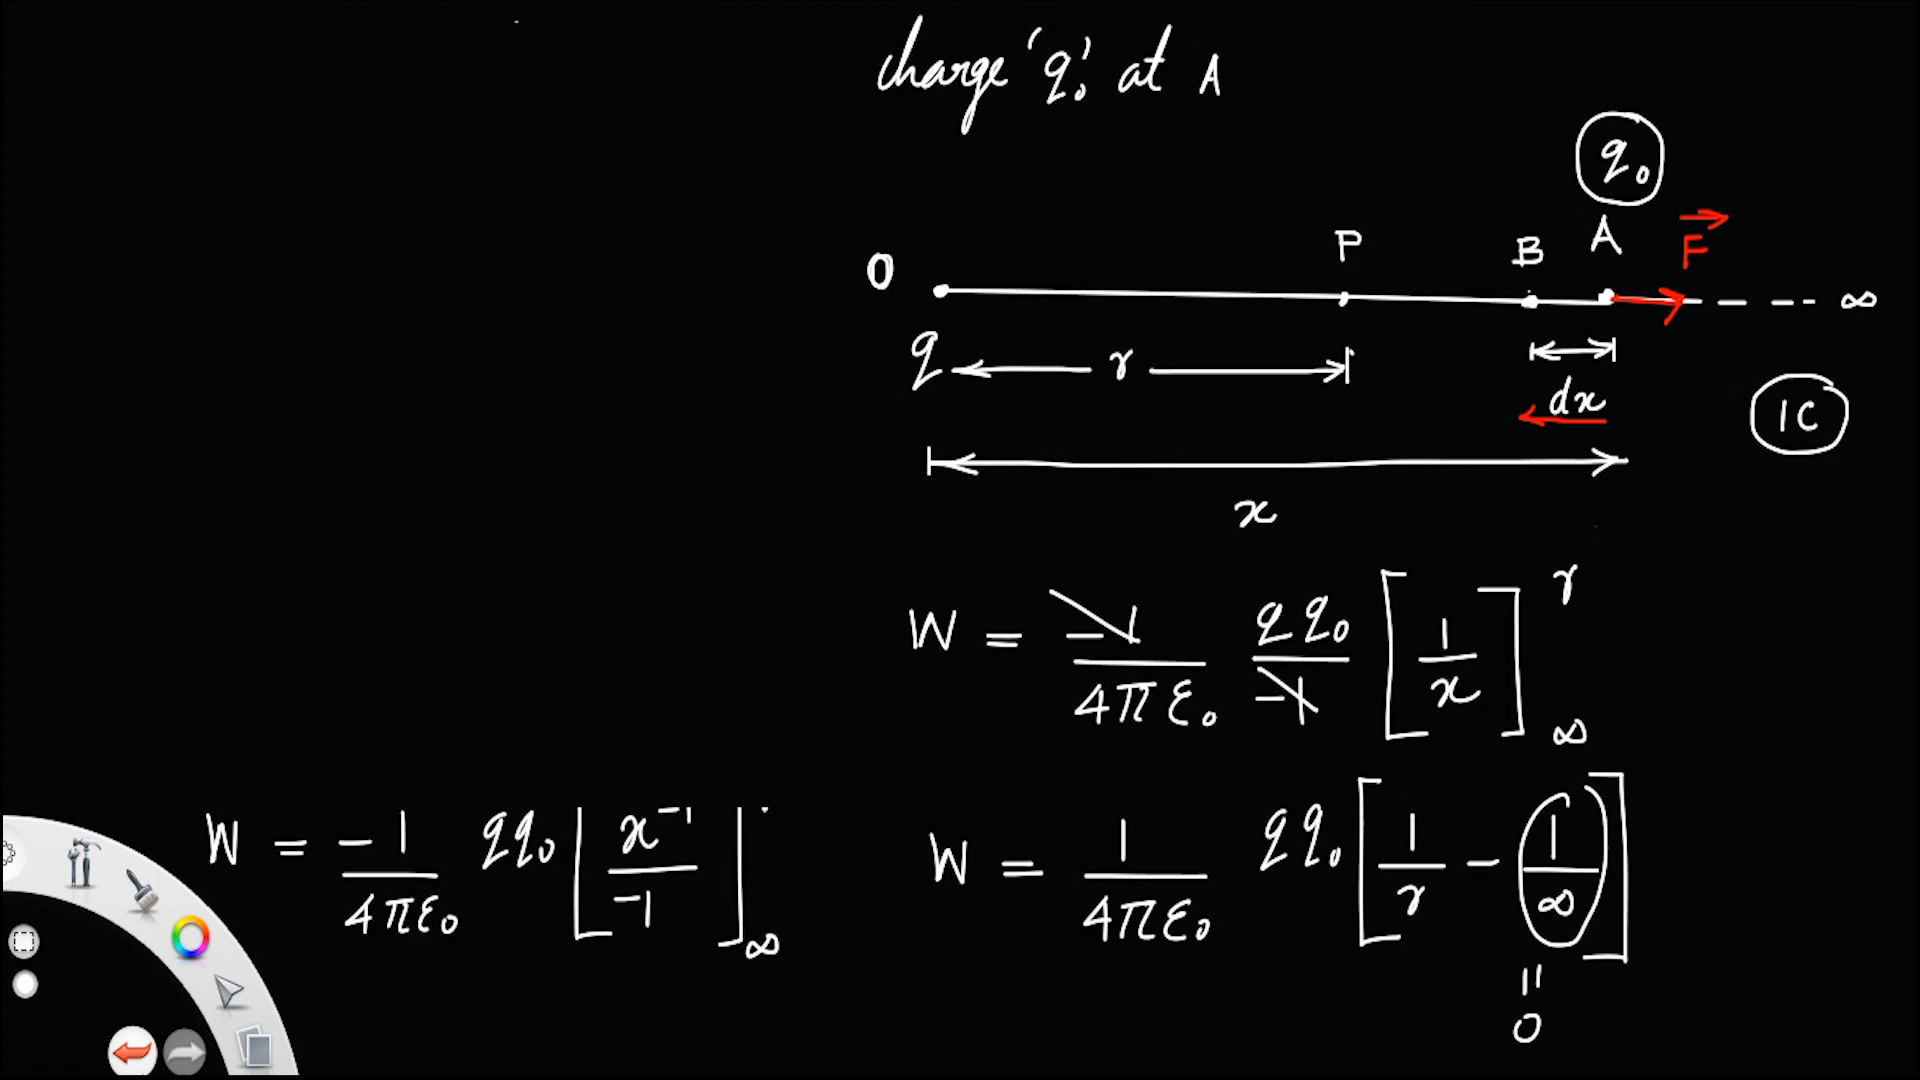 charge 'q₀' at A
q₀
O P B A F⃗ ∞
q r dx 1C
x
W = -1/4πε₀ qq₀/-1 [1/x]^r_∞
W = -1/4πε₀ qq₀ [x⁻¹/-1]_∞
W = 1/4πε₀ qq₀ [1/r - 1/∞]
= 0